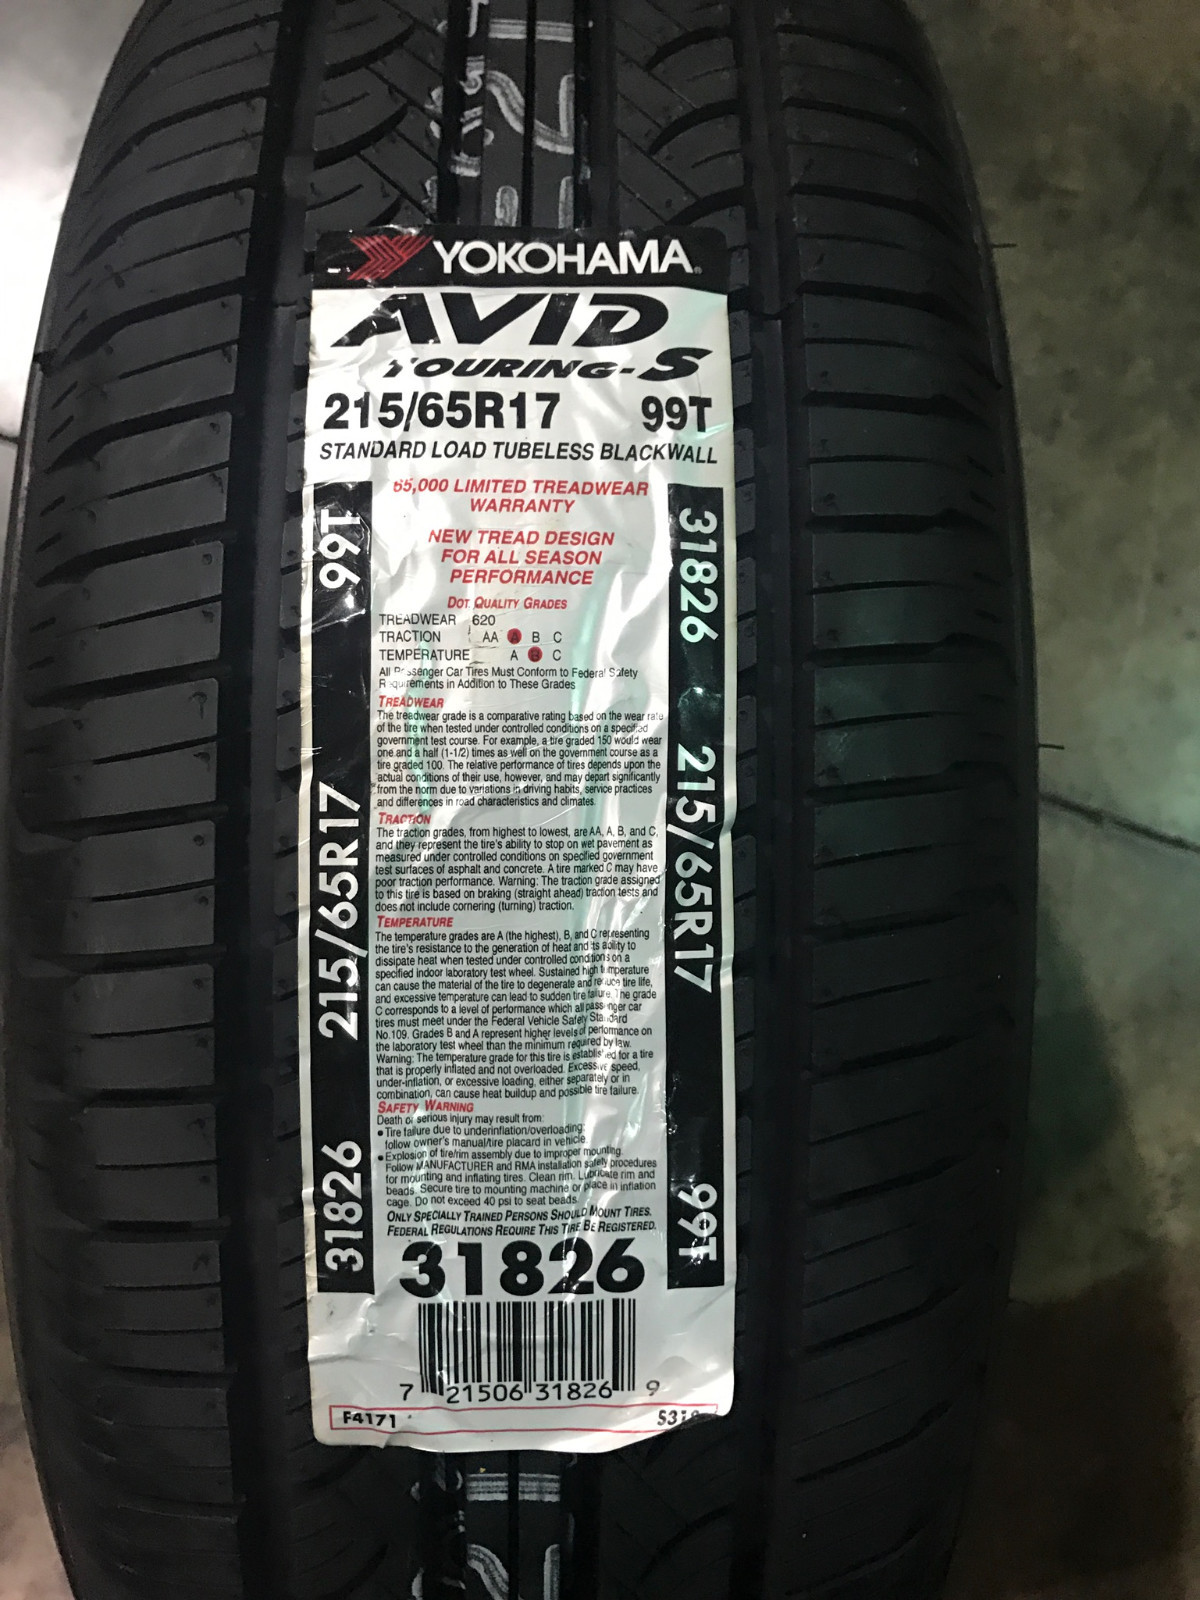 YOKOHAMA
AVID
TOURING-S
215/65R17 99T
STANDARD LOAD TUBELESS BLACKWALL
65,000 LIMITED TREADWEAR
WARRANTY
NEW TREAD DESIGN
FOR ALL SEASON
PERFORMANCE
DOT QUALITY GRADES
TREADWEAR 620
TRACTION AA A B C
TEMPERATURE A B C
All Passenger Car Tires Must Conform to Federal Safety
Requirements in Addition to These Grades
TREADWEAR
The treadwear grade is a comparative rating based on the wear rate
of the tire when tested under controlled conditions on a specified
government test course. For example, a tire graded 150 would wear
one and a half (1-1/2) times as well on the government course as a
tire graded 100. The relative performance of tires depends upon the
actual conditions of their use, however, and may depart significantly
from the norm due to variations in driving habits, service practices
and differences in road characteristics and climates.
TRACTION
The traction grades, from highest to lowest, are AA, A, B, and C,
and they represent the tire's ability to stop on wet pavement as
measured under controlled conditions on specified government
test surfaces of asphalt and concrete. A tire marked C may have
poor traction performance. Warning: The traction grade assigned
to this tire is based on braking (straight ahead) traction tests and
does not include cornering (turning) traction.
TEMPERATURE
The temperature grades are A (the highest), B, and C representing
the tire's resistance to the generation of heat and its ability to
dissipate heat when tested under controlled conditions on a
specified indoor laboratory test wheel. Sustained high temperature
can cause the material of the tire to degenerate and reduce tire life,
and excessive temperature can lead to sudden tire failure. The grade
C corresponds to a level of performance which all passenger car
tires must meet under the Federal Vehicle Safety Standard
No.109. Grades B and A represent higher levels of performance on
the laboratory test wheel than the minimum required by law.
Warning: The temperature grade for this tire is established for a tire
that is properly inflated and not overloaded. Excessive speed,
under-inflation, or excessive loading, either separately or in
combination, can cause heat buildup and possible tire failure.
SAFETY WARNING
Death or serious injury may result from:
• Tire failure due to underinflation/overloading;
follow owner's manual/tire placard in vehicle.
• Explosion of tire/rim assembly due to improper mounting.
Follow MANUFACTURER and RMA installation safety procedures
for mounting and inflating tires. Clean rim. Lubricate rim and
beads. Secure tire to mounting machine or place in inflation
cage. Do not exceed 40 psi to seat beads.
ONLY SPECIALLY TRAINED PERSONS SHOULD MOUNT TIRES.
FEDERAL REGULATIONS REQUIRE THIS TIRE BE REGISTERED.
31826
7 21506 31826 9
F4171
31826 215/65R17 99T
31826 215/65R17 99T